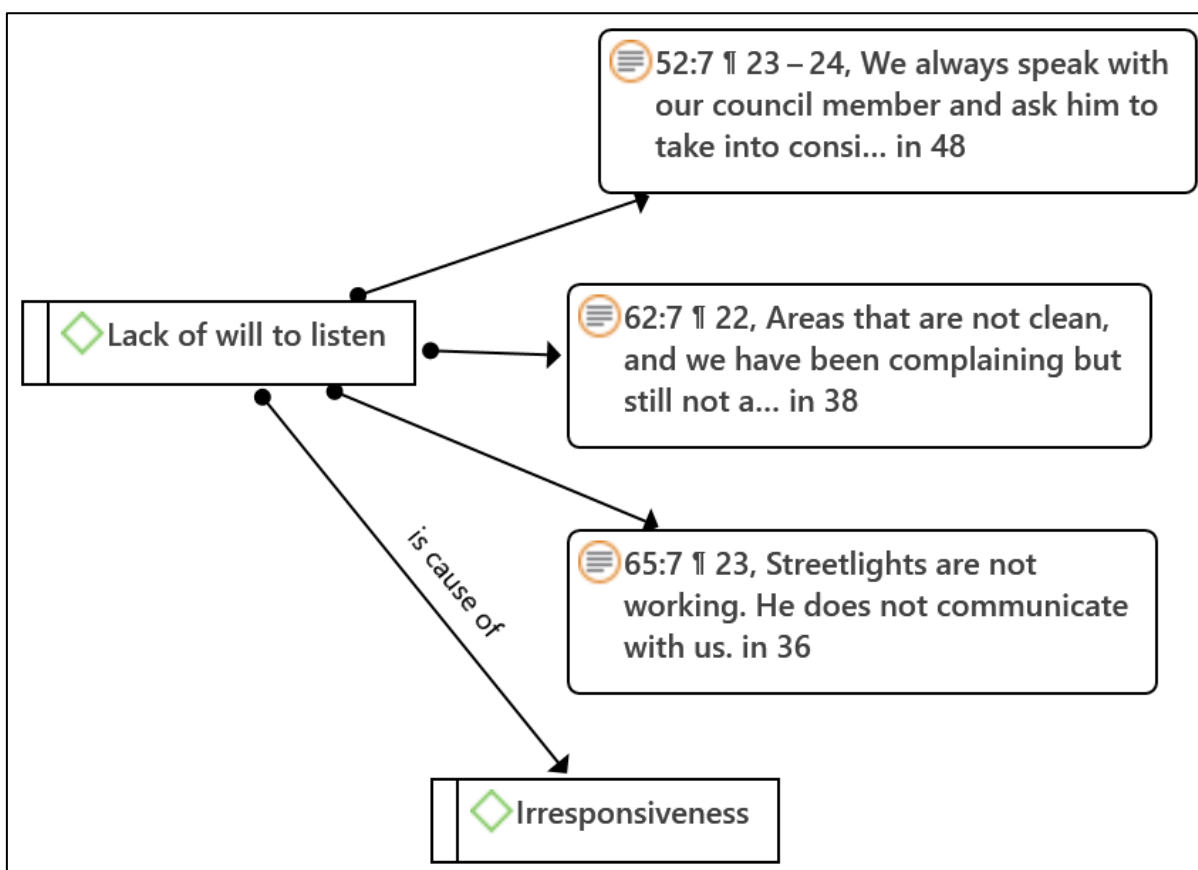 52:7 ¶ 23 – 24, We always speak with
our council member and ask him to
take into consi... in 48
Lack of will to listen
62:7 ¶ 22, Areas that are not clean,
and we have been complaining but
still not a... in 38
is cause of
65:7 ¶ 23, Streetlights are not
working. He does not communicate
with us. in 36
Irresponsiveness